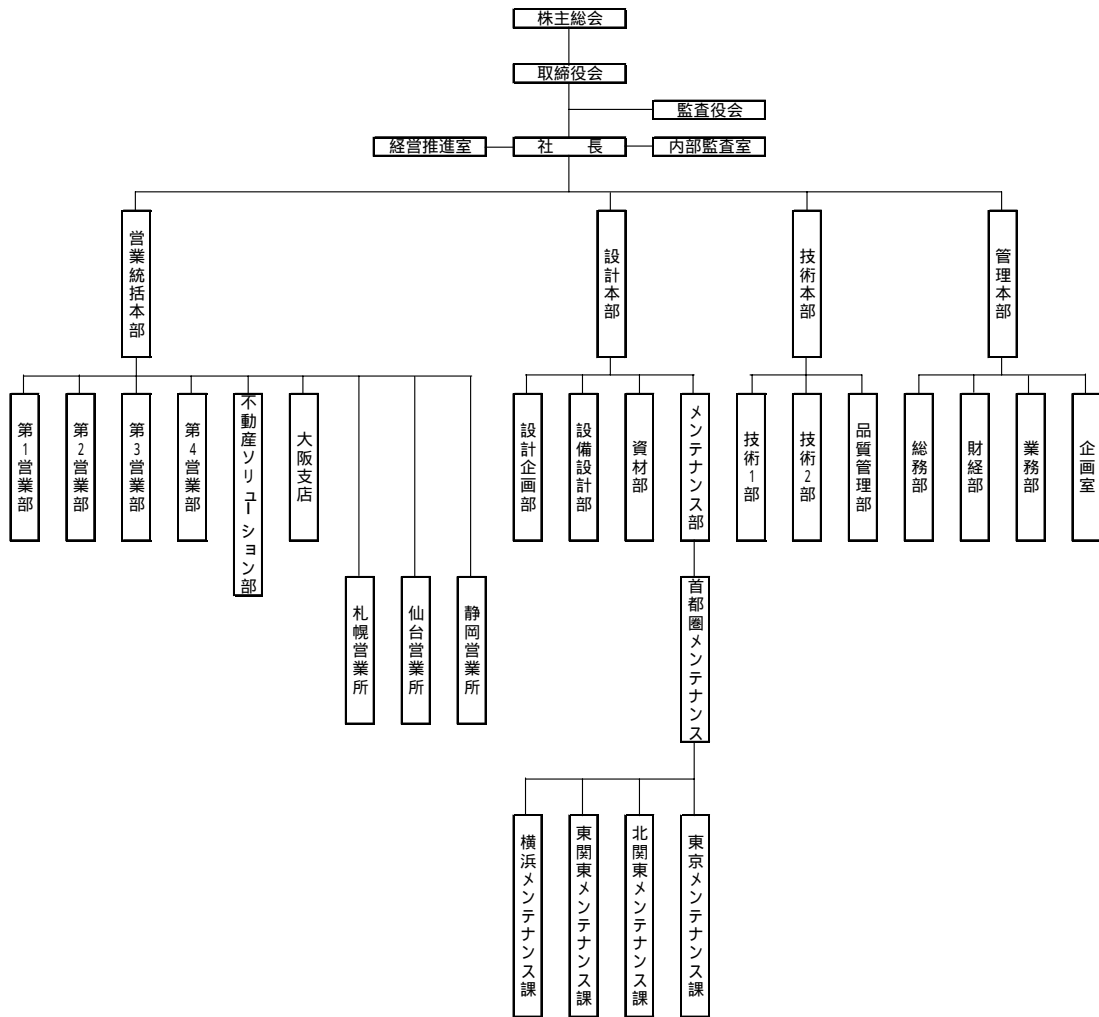 株主総会
取締役会
監査役会
経営推進室
社　　長
内部監査室
営業統括本部
設計本部
技術本部
管理本部
第1営業部
第2営業部
第3営業部
第4営業部
不動産ソリューション部
大阪支店
設計企画部
設備設計部
資材部
メンテナンス部
技術1部
技術2部
品質管理部
総務部
財経部
業務部
企画室
札幌営業所
仙台営業所
静岡営業所
首都圏メンテナンス
横浜メンテナンス課
東関東メンテナンス課
北関東メンテナンス課
東京メンテナンス課